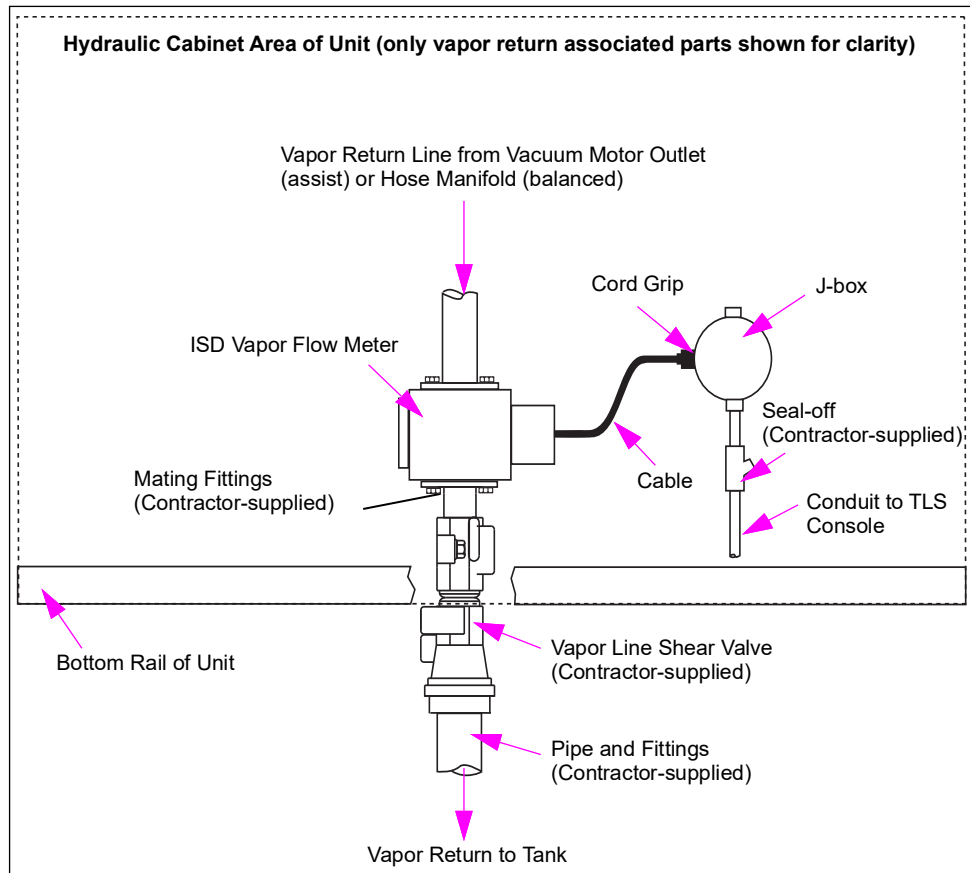 Hydraulic Cabinet Area of Unit (only vapor return associated parts shown for clarity)
Vapor Return Line from Vacuum Motor Outlet
(assist) or Hose Manifold (balanced)
Cord Grip
J-box
ISD Vapor Flow Meter
Seal-off
(Contractor-supplied)
Mating Fittings
(Contractor-supplied)
Cable
Conduit to TLS
Console
Bottom Rail of Unit
Vapor Line Shear Valve
(Contractor-supplied)
Pipe and Fittings
(Contractor-supplied)
Vapor Return to Tank